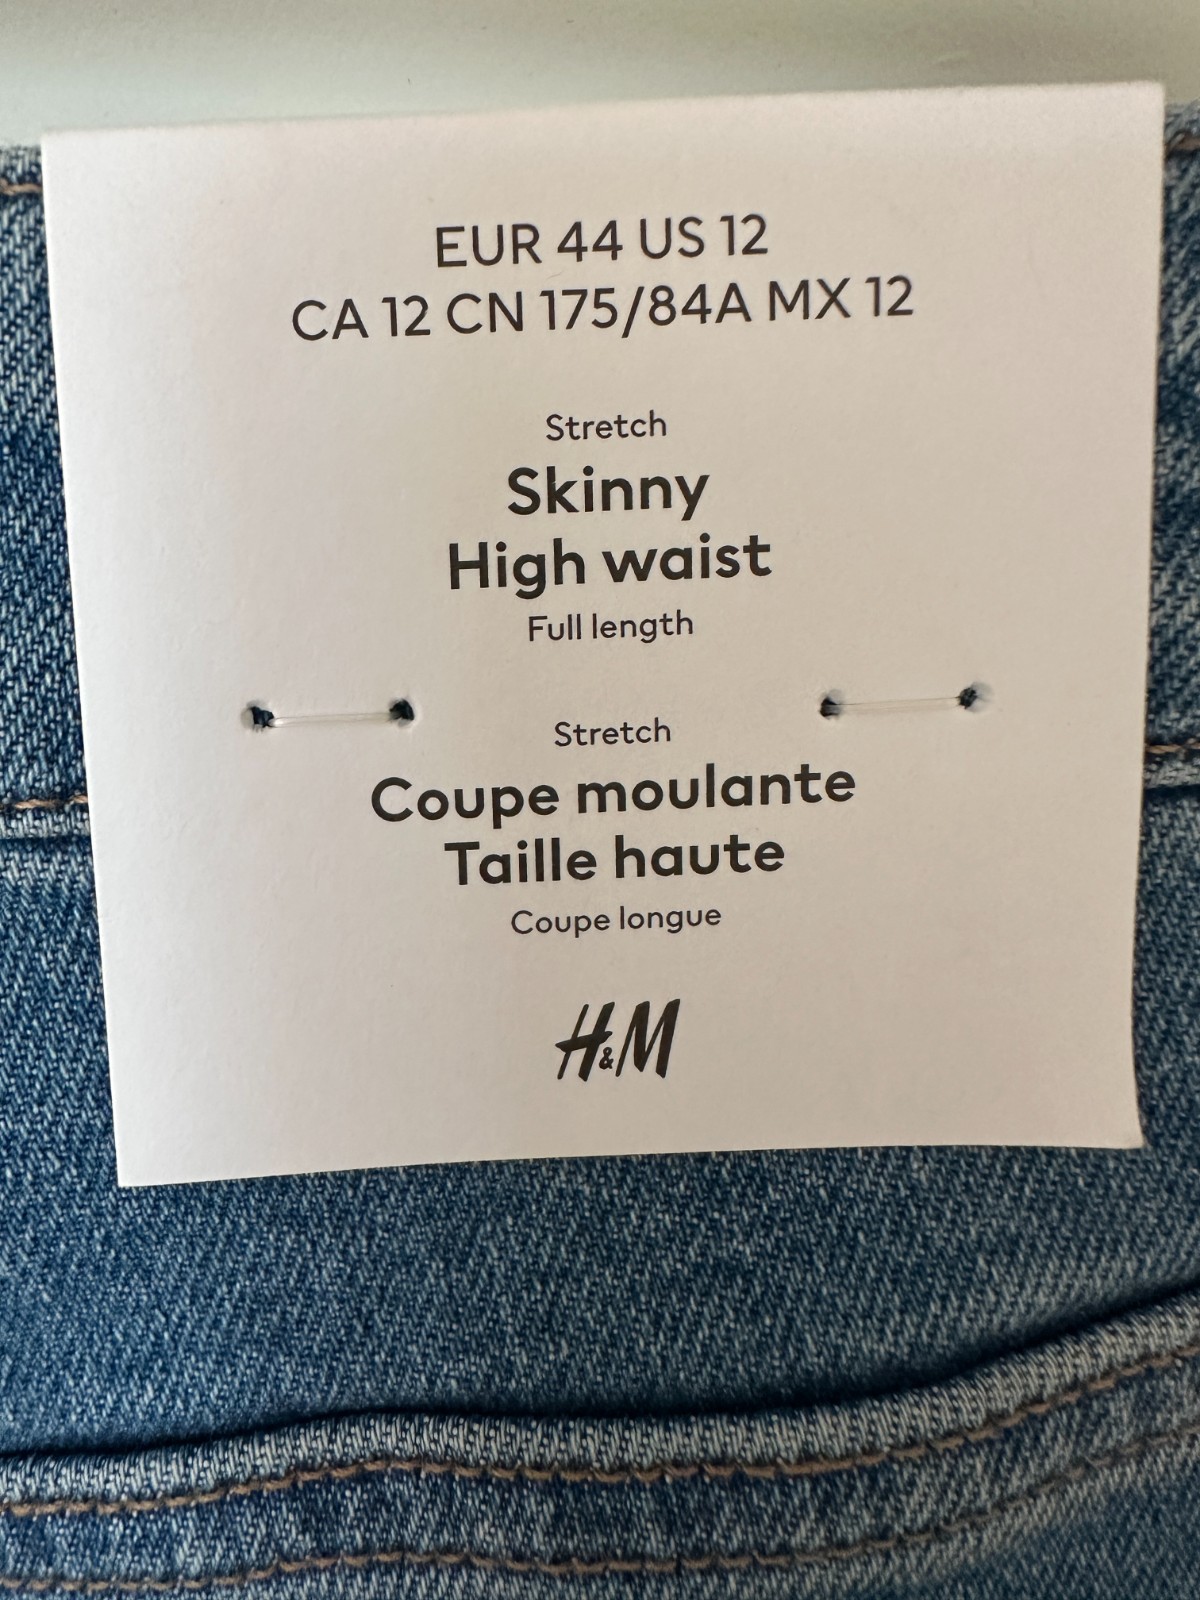 EUR 44 US 12
CA 12 CN 175/84A MX 12
Stretch
Skinny
High waist
Full length
Stretch
Coupe moulante
Taille haute
Coupe longue
H&M